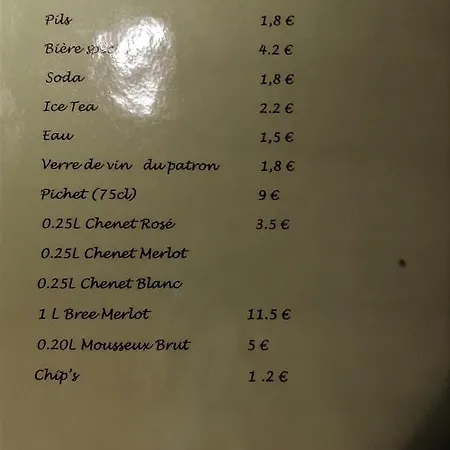 Pils 1,8 €
Bière 4.2 €
Soda 1,8 €
Ice Tea 2.2 €
Eau 1,5 €
Verre de vin du patron 1,8 €
Pichet (75cl) 9 €
0.25L Chenet Rosé 3.5 €
0.25L Chenet Merlot
0.25L Chenet Blanc
1 L Bree Merlot 11.5 €
0.20L Mousseux Brut 5 €
Chip's 1 .2 €